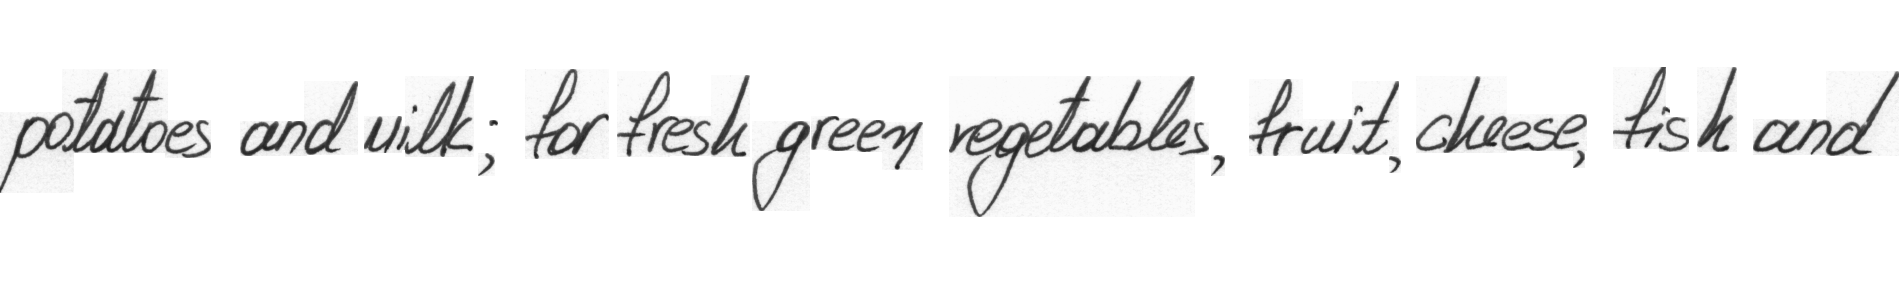 potatoes and milk; for fresh green vegetables, fruit, cheese, fish and